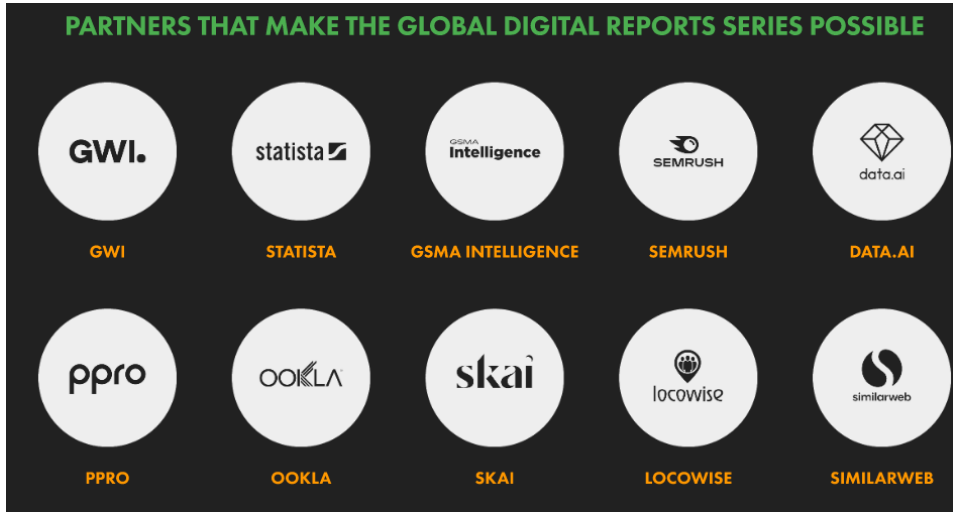 PARTNERS THAT MAKE THE GLOBAL DIGITAL REPORTS SERIES POSSIBLE
GWI.
statista
GSMA
Intelligence
SEMRUSH
data.ai
GWI
STATISTA
GSMA INTELLIGENCE
SEMRUSH
DATA.AI
ppro
OOKLA
skai
locowise
similarweb
PPRO
OOKLA
SKAI
LOCOWISE
SIMILARWEB